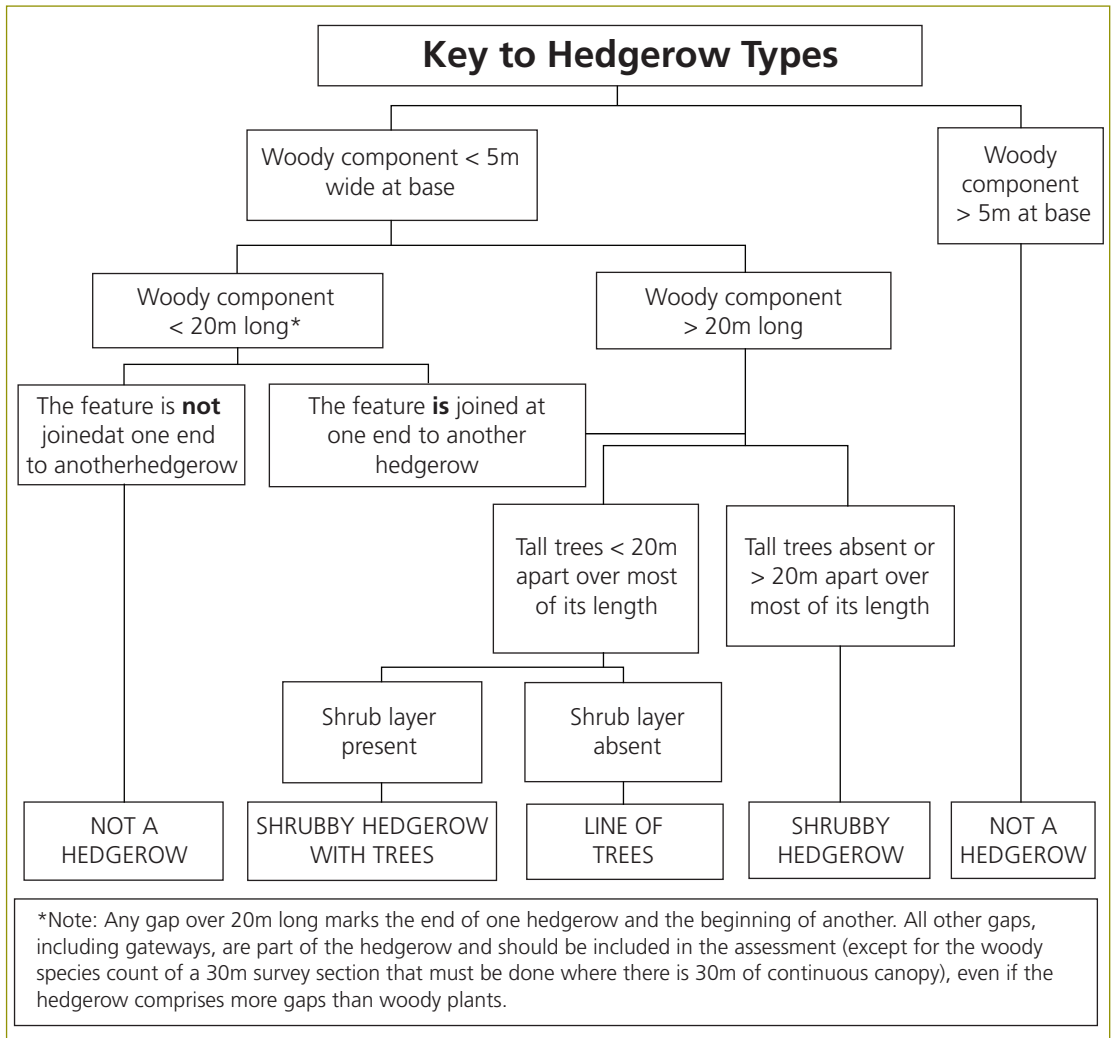 Key to Hedgerow Types
Woody component < 5m
wide at base
Woody
component
> 5m at base
Woody component
< 20m long*
Woody component
> 20m long
The feature is not
joinedat one end
to anotherhedgerow
The feature is joined at
one end to another
hedgerow
Tall trees < 20m
apart over most
of its length
Tall trees absent or
> 20m apart over
most of its length
Shrub layer
present
Shrub layer
absent
NOT A
HEDGEROW
SHRUBBY HEDGEROW
WITH TREES
LINE OF
TREES
SHRUBBY
HEDGEROW
NOT A
HEDGEROW
*Note: Any gap over 20m long marks the end of one hedgerow and the beginning of another. All other gaps,
including gateways, are part of the hedgerow and should be included in the assessment (except for the woody
species count of a 30m survey section that must be done where there is 30m of continuous canopy), even if the
hedgerow comprises more gaps than woody plants.